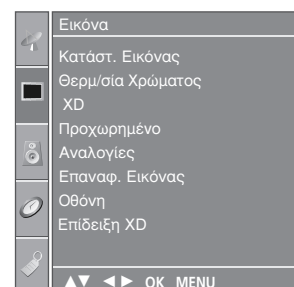 Εικόνα
Κατάστ. Εικόνας
Θερμ/σία Χρώματος
XD
Προχωρημένο
Αναλογίες
Επαναφ. Εικόνας
Οθόνη
Επίδειξη XD
▲▼ ◄► OK MENU